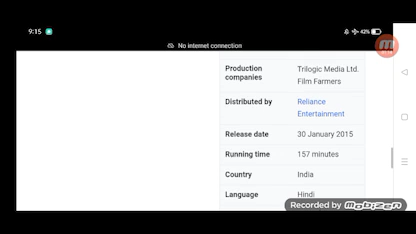 9:15
42%
No internet connection
Production companies Trilogic Media Ltd.
Film Farmers
Distributed by Reliance
Entertainment
Release date 30 January 2015
Running time 157 minutes
Country India
Language Hindi
Recorded by mobizen